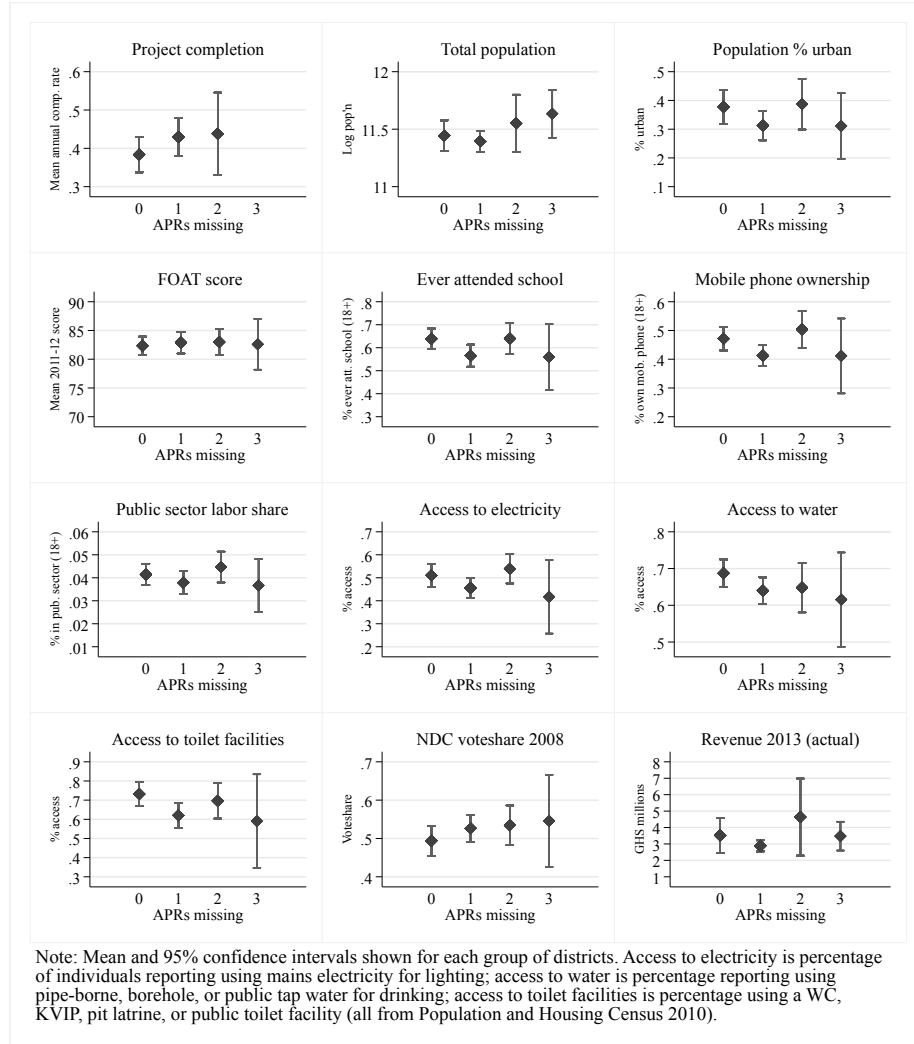 Project completion
Mean annual comp. rate
.6
.5
.4
.3
0 1 2 3
APRs missing
Total population
Log pop'n
12
11.5
11
0 1 2 3
APRs missing
Population % urban
% urban
.5
.4
.3
.2
.1
0 1 2 3
APRs missing
FOAT score
Mean 2011-12 score
90
85
80
75
70
0 1 2 3
APRs missing
Ever attended school
% ever att. school (18+)
.8
.7
.6
.5
.4
.3
0 1 2 3
APRs missing
Mobile phone ownership
% own mob. phone (18+)
.6
.5
.4
.3
.2
0 1 2 3
APRs missing
Public sector labor share
% in pub. sector (18+)
.06
.05
.04
.03
.02
.01
0 1 2 3
APRs missing
Access to electricity
% access
.7
.6
.5
.4
.3
.2
0 1 2 3
APRs missing
Access to water
% access
.8
.7
.6
.5
0 1 2 3
APRs missing
Access to toilet facilities
% access
.9
.8
.7
.6
.5
.4
.3
0 1 2 3
APRs missing
NDC voteshare 2008
Voteshare
.7
.6
.5
.4
0 1 2 3
APRs missing
Revenue 2013 (actual)
GHS millions
8
7
6
5
4
3
2
1
0 1 2 3
APRs missing
Note: Mean and 95% confidence intervals shown for each group of districts. Access to electricity is percentage
of individuals reporting using mains electricity for lighting; access to water is percentage reporting using
pipe-borne, borehole, or public tap water for drinking; access to toilet facilities is percentage using a WC,
KVIP, pit latrine, or public toilet facility (all from Population and Housing Census 2010).